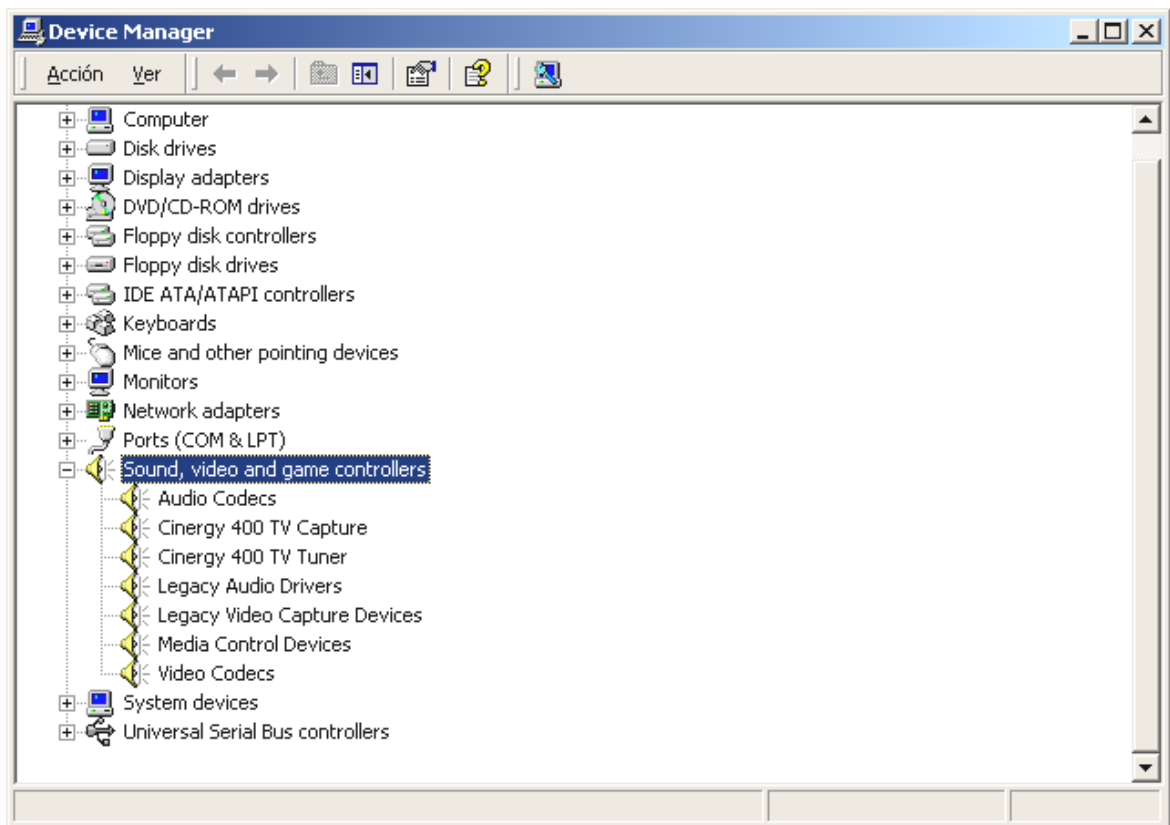 Device Manager
Acción Ver
Computer
Disk drives
Display adapters
DVD/CD-ROM drives
Floppy disk controllers
Floppy disk drives
IDE ATA/ATAPI controllers
Keyboards
Mice and other pointing devices
Monitors
Network adapters
Ports (COM & LPT)
Sound, video and game controllers
Audio Codecs
Cinergy 400 TV Capture
Cinergy 400 TV Tuner
Legacy Audio Drivers
Legacy Video Capture Devices
Media Control Devices
Video Codecs
System devices
Universal Serial Bus controllers